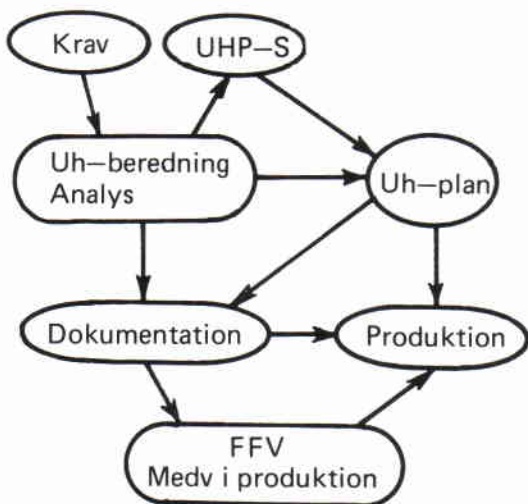 Krav
UHP–S
Uh–beredning
Analys
Uh–plan
Dokumentation
Produktion
FFV
Medv i produktion